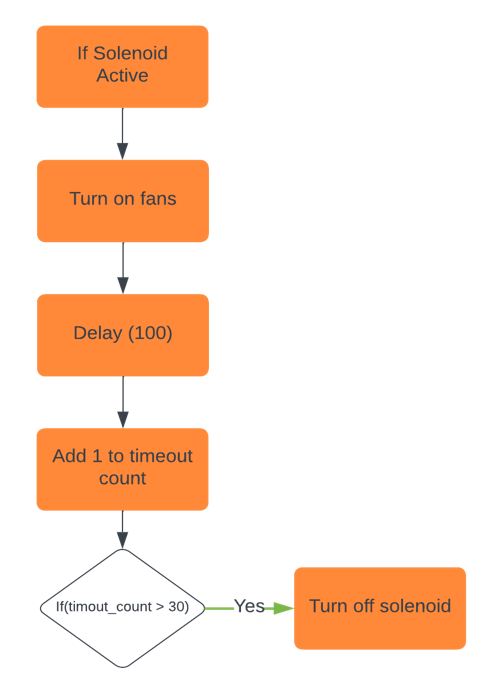 If Solenoid
Active
Turn on fans
Delay (100)
Add 1 to timeout
count
If(timout_count > 30)
Yes
Turn off solenoid